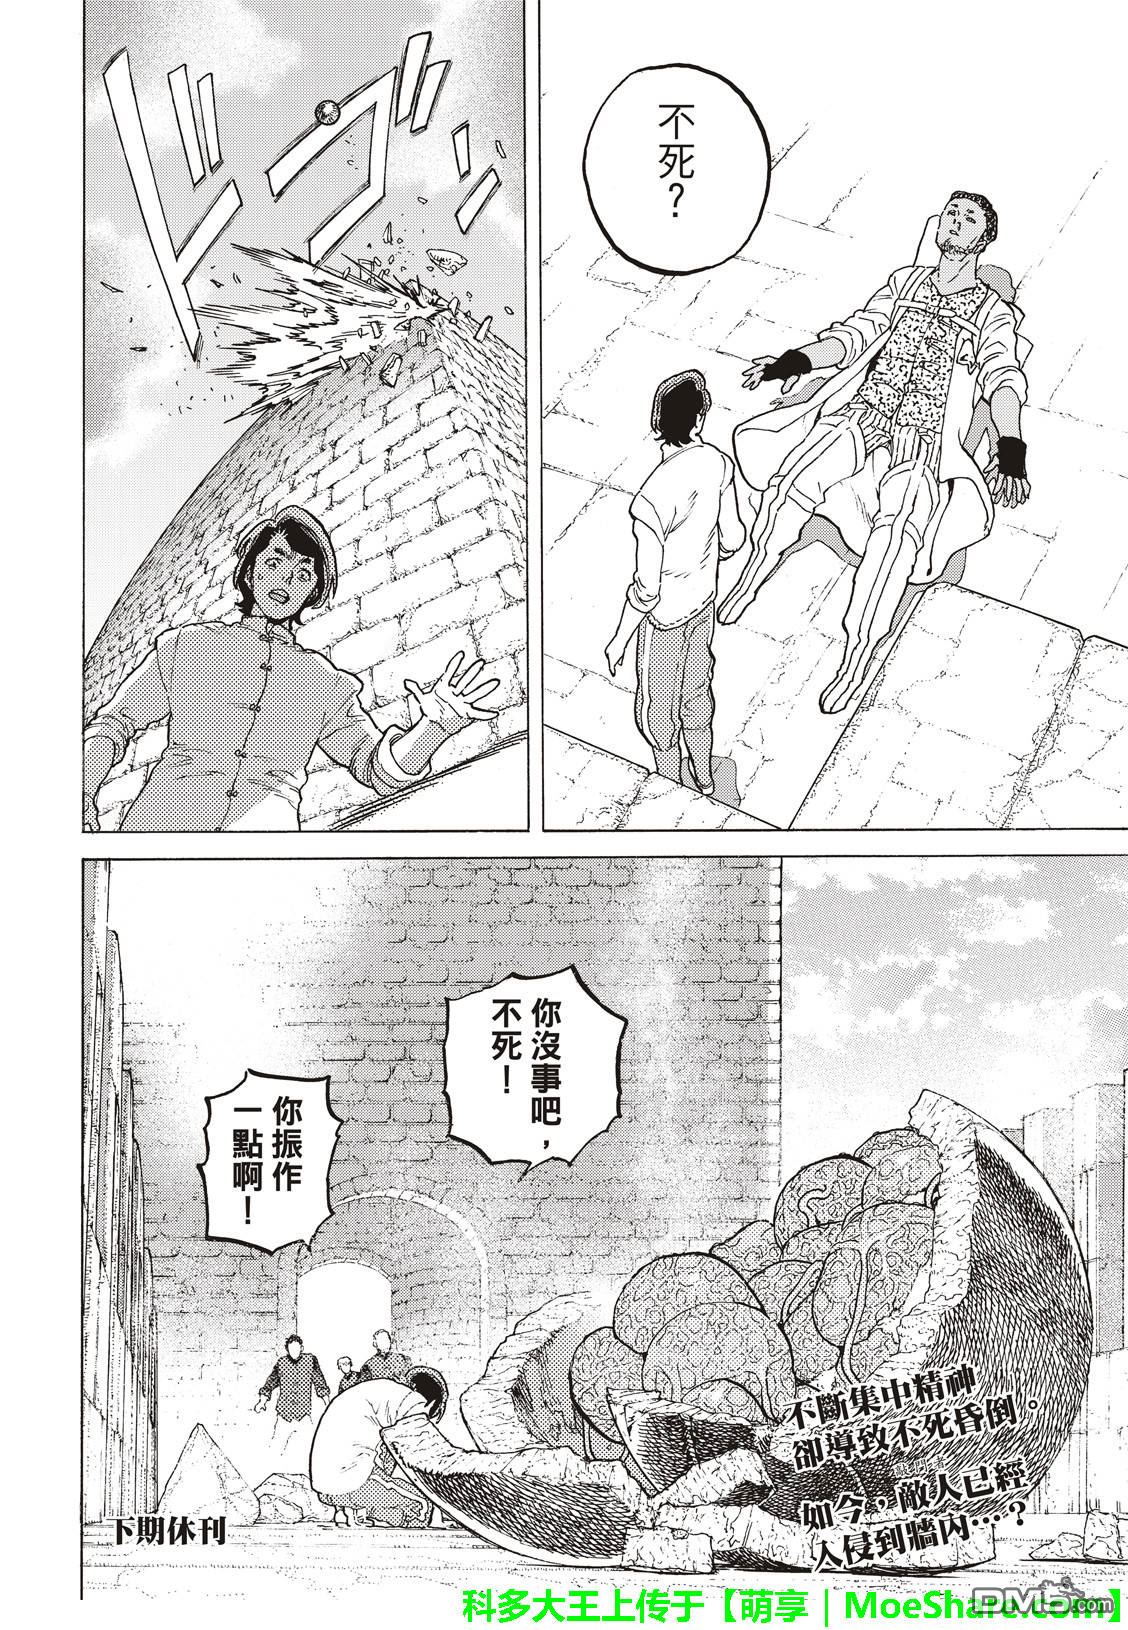 不死？
ドゴン
你沒事吧，
不死！
你振作
一點啊！
不斷集中精神
卻導致不死昏倒。
如今，敵人已經
入侵到牆內…？
下期休刊
科多大王上传于【萌享｜MoeShare.com】